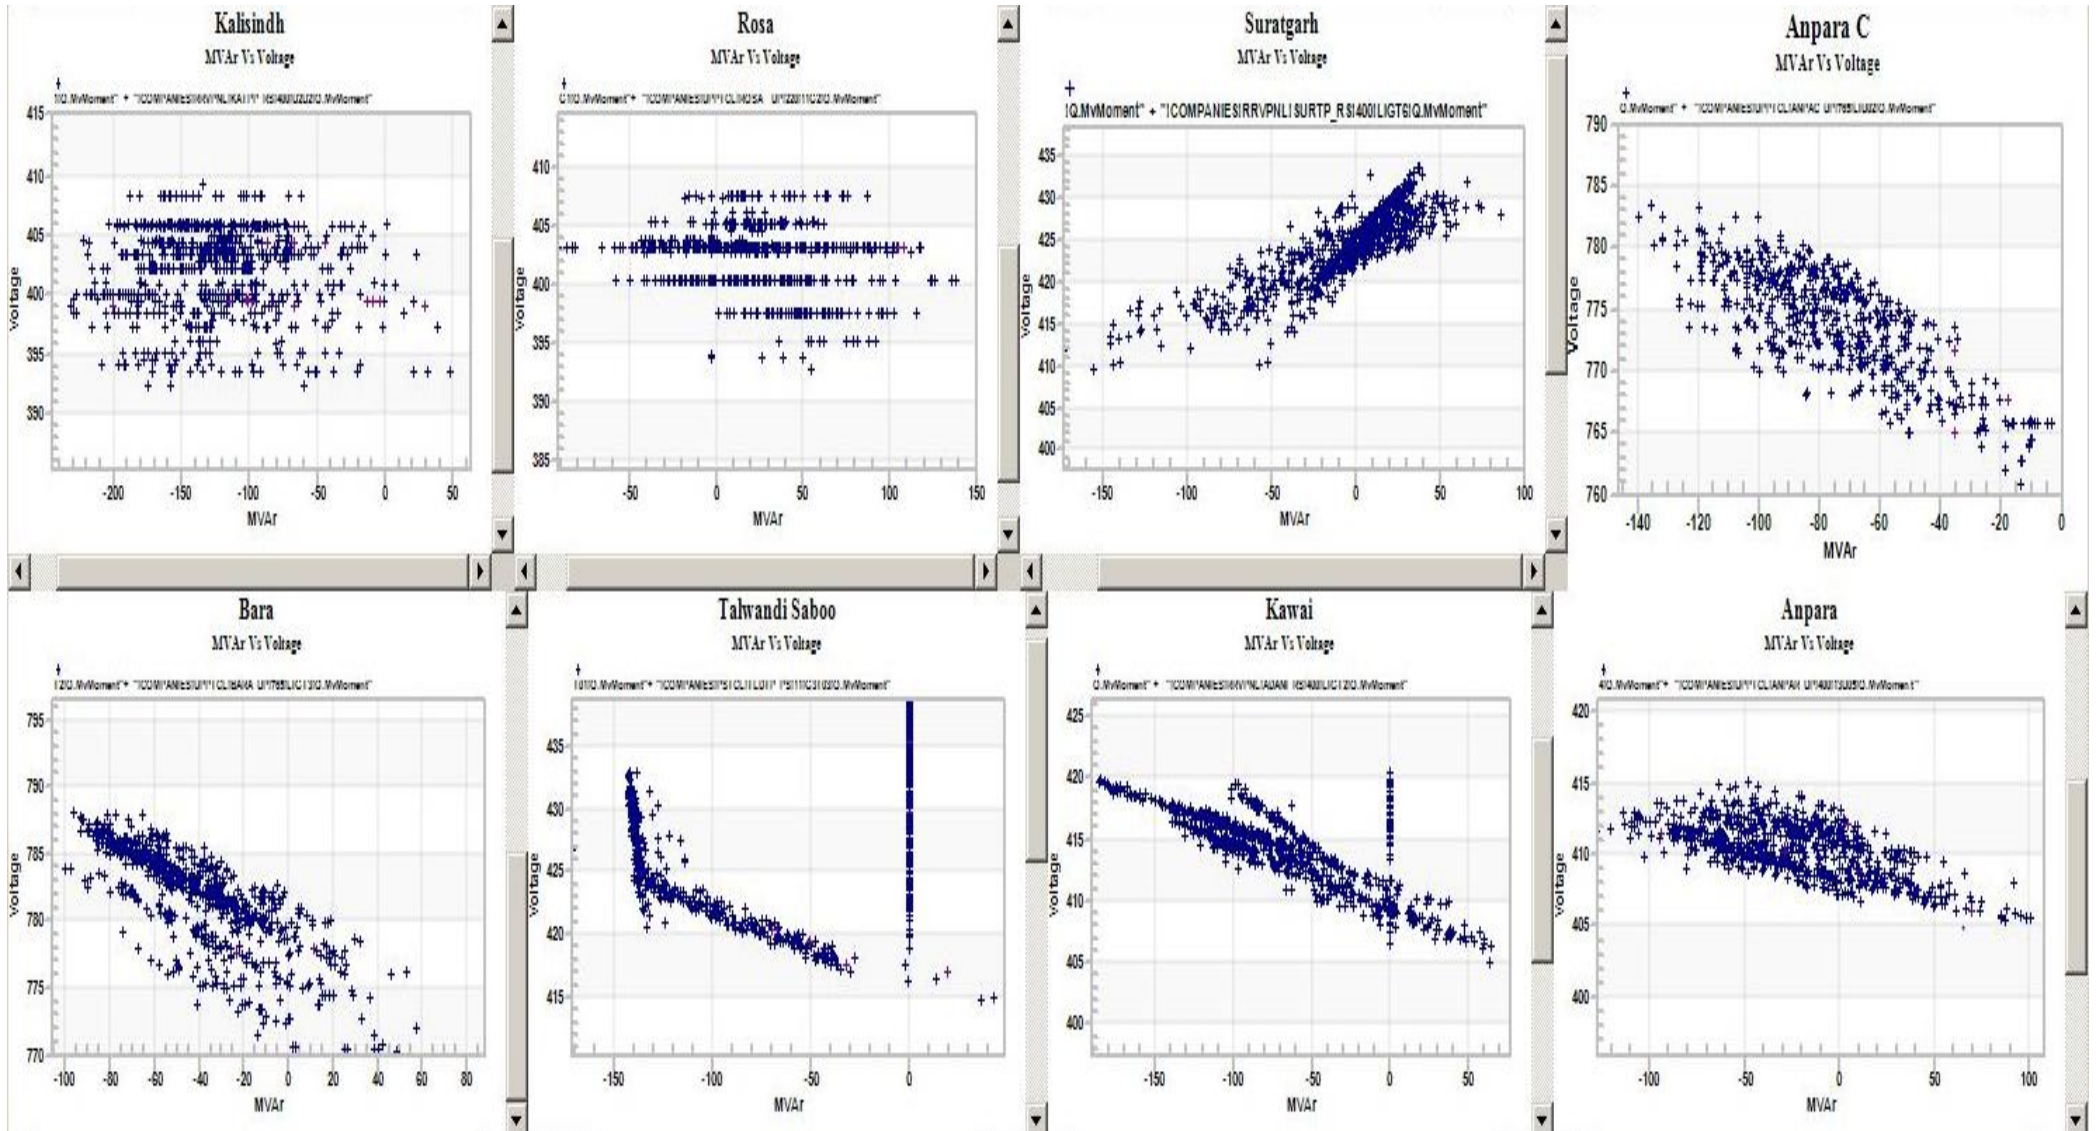 Kalisindh
MVAr Vs Voltage
415
410
405
400
395
390
-200 -150 -100 -50 0 50
Voltage
MVAr
Rosa
MVAr Vs Voltage
410
405
400
395
390
385
-50 0 50 100 150
Voltage
MVAr
Suratgarh
MVAr Vs Voltage
!Q.MvMoment" + "!COMPANIES!RRVPNL!SURTP_RS!400!LIGT6!Q.MvMoment"
435
430
425
420
415
410
405
400
-150 -100 -50 0 50 100
Voltage
MVAr
Anpara C
MVAr Vs Voltage
790
785
780
775
770
765
760
-140 -120 -100 -80 -60 -40 -20 0
Voltage
MVAr
Bara
MVAr Vs Voltage
795
790
785
780
775
770
-100 -80 -60 -40 -20 0 20 40 60 80
Voltage
MVAr
Talwandi Saboo
MVAr Vs Voltage
435
430
425
420
415
-150 -100 -50 0
Voltage
MVAr
Kawai
MVAr Vs Voltage
425
420
415
410
405
400
-150 -100 -50 0 50
Voltage
MVAr
Anpara
MVAr Vs Voltage
420
415
410
405
400
-100 -50 0 50 100
Voltage
MVAr